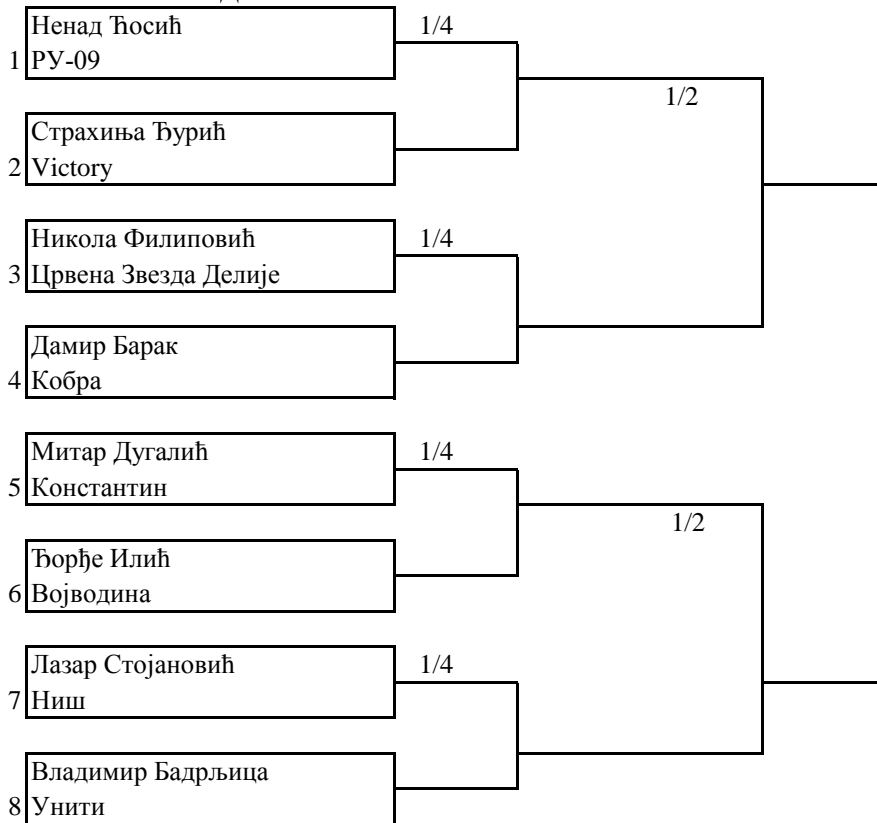 Ненад Ћосић 1/4
1 РУ-09
1/2
Страхиња Ђурић
2 Victory
Никола Филиповић 1/4
3 Црвена Звезда Делије
Дамир Барак
4 Кобра
Митар Дугалић 1/4
5 Константин
1/2
Ђорђе Илић
6 Војводина
Лазар Стојановић 1/4
7 Ниш
Владимир Бадрљица
8 Унити